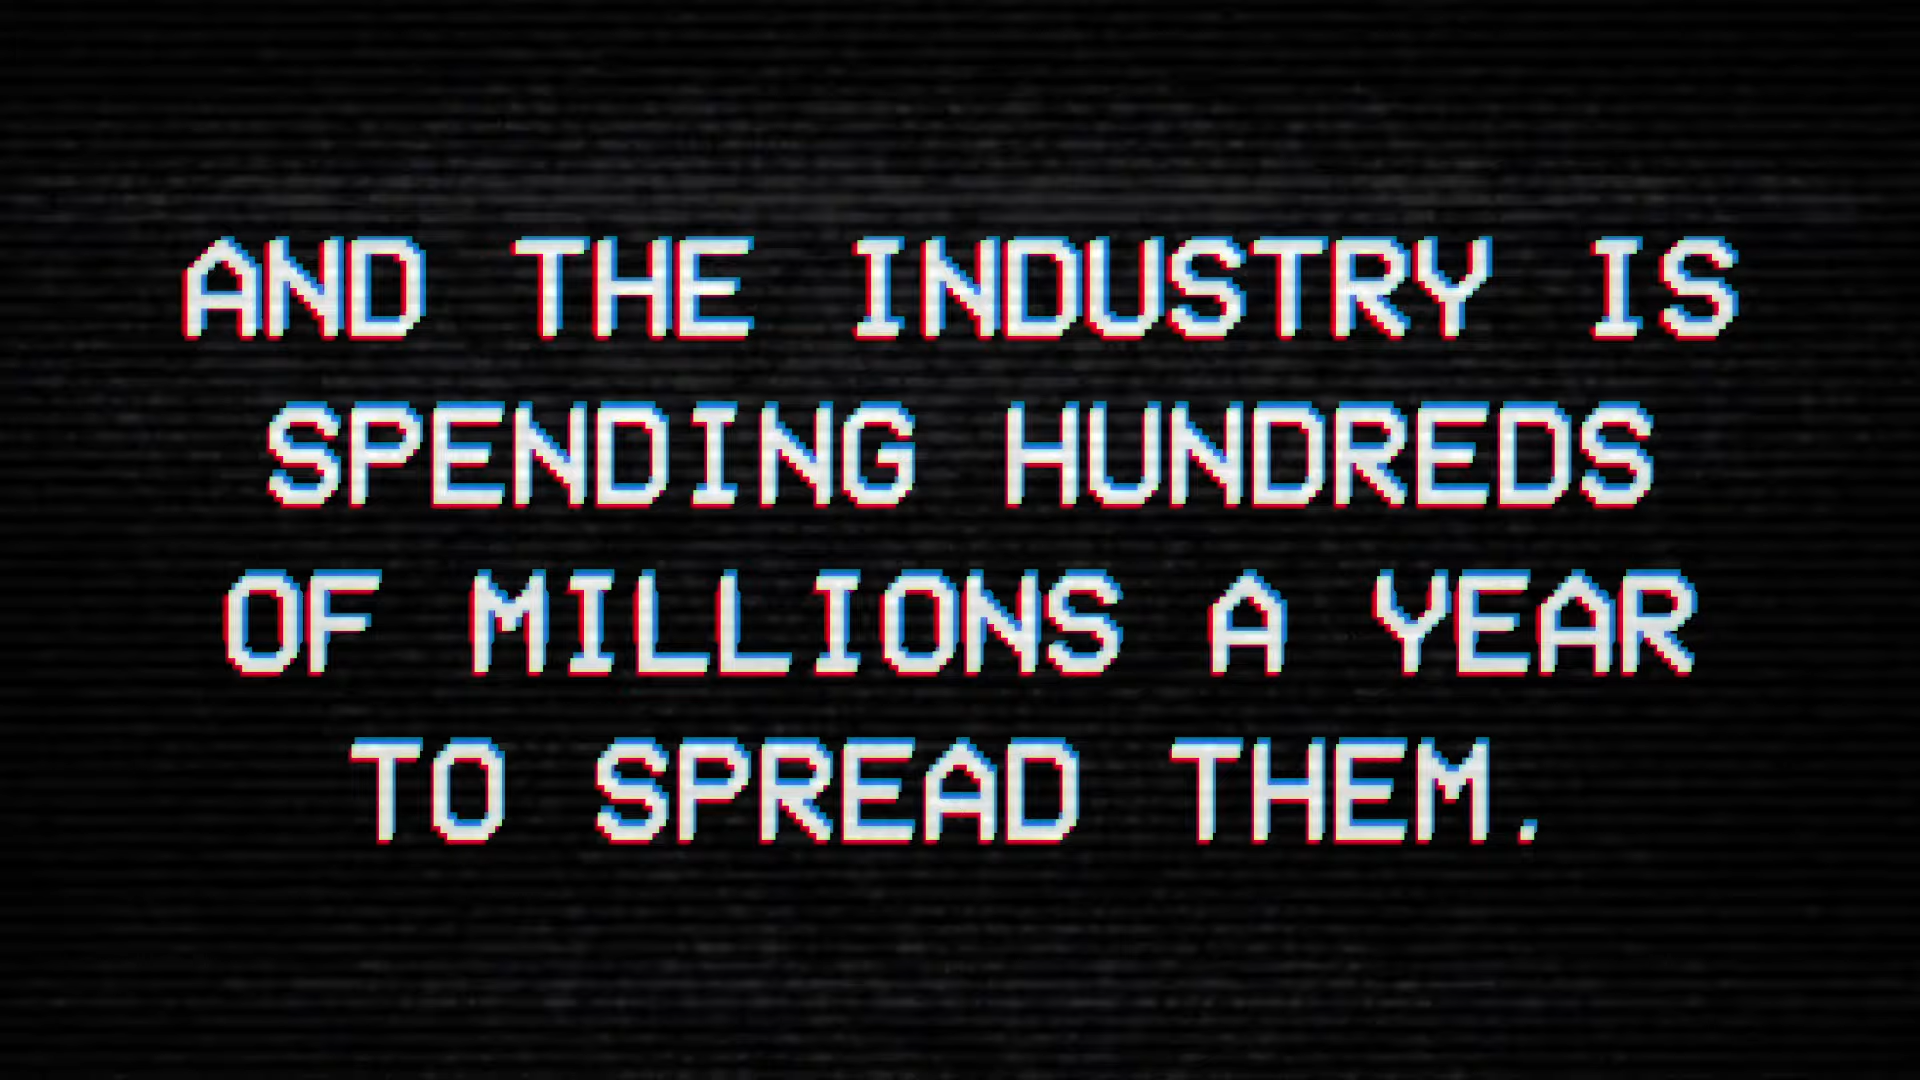 AND THE INDUSTRY IS
SPENDING HUNDREDS
OF MILLIONS A YEAR
TO SPREAD THEM.